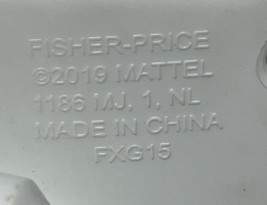 FISHER-PRICE
©2019 MATTEL
1186 MJ, 1, NL
MADE IN CHINA
FXG15